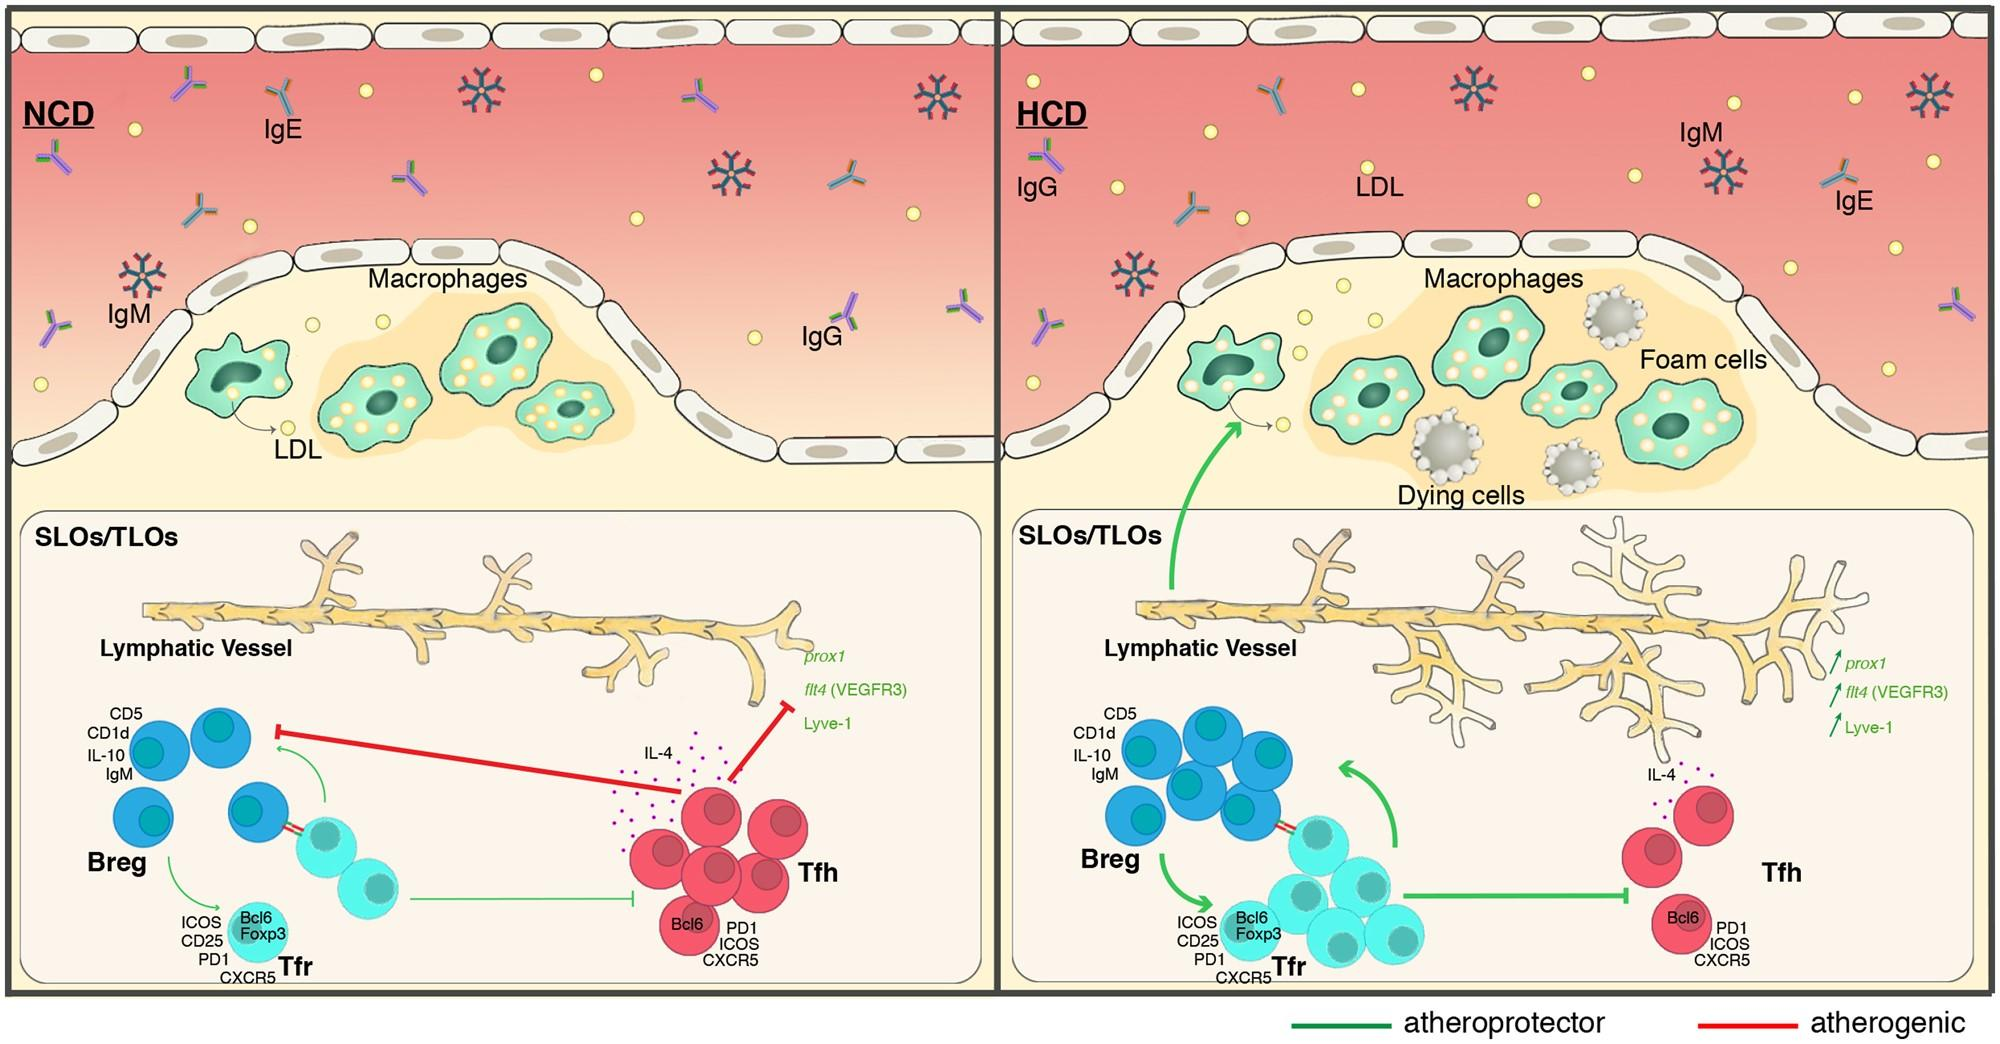 NCD
IgE
IgM
Macrophages
IgG
LDL
SLOs/TLOs
Lymphatic Vessel
prox1
flt4 (VEGFR3)
Lyve-1
CD5
CD1d
IL-10
IgM
Breg
IL-4
Tfh
ICOS
CD25
PD1
CXCR5
Bcl6
Foxp3
Tfr
Bcl6
PD1
ICOS
CXCR5
HCD
IgG
LDL
IgM
IgE
Macrophages
Foam cells
Dying cells
SLOs/TLOs
Lymphatic Vessel
prox1
flt4 (VEGFR3)
Lyve-1
CD5
CD1d
IL-10
IgM
Breg
IL-4
Tfh
ICOS
CD25
PD1
CXCR5
Bcl6
Foxp3
Tfr
Bcl6
PD1
ICOS
CXCR5
atheroprotector
atherogenic